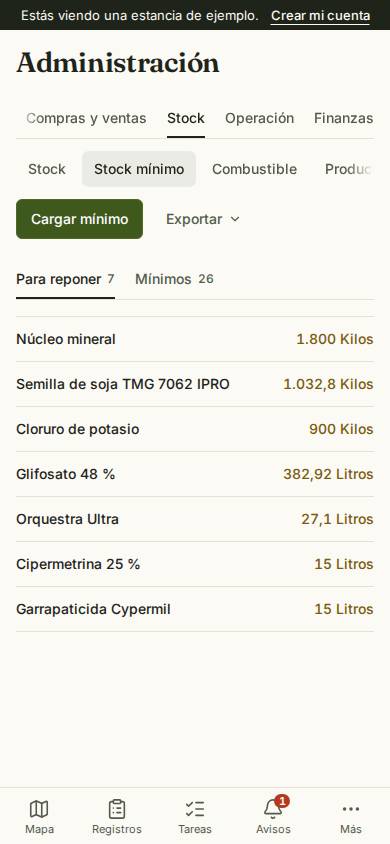 Estás viendo una estancia de ejemplo. Crear mi cuenta
Administración
Compras y ventas Stock Operación Finanzas
Stock Stock mínimo Combustible Produc
Cargar mínimo Exportar
Para reponer 7 Mínimos 26
Núcleo mineral 1.800 Kilos
Semilla de soja TMG 7062 IPRO 1.032,8 Kilos
Cloruro de potasio 900 Kilos
Glifosato 48 % 382,92 Litros
Orquestra Ultra 27,1 Litros
Cipermetrina 25 % 15 Litros
Garrapaticida Cypermil 15 Litros
1
Mapa Registros Tareas Avisos Más